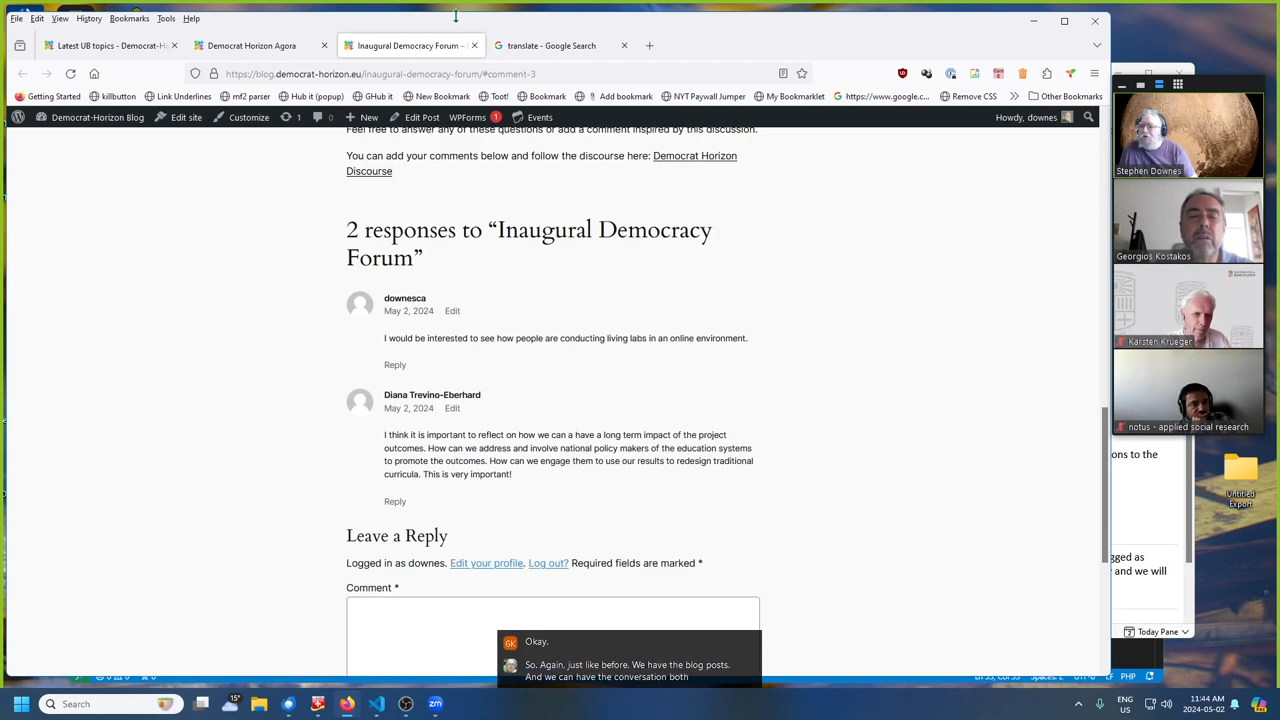 File Edit View History Bookmarks Tools Help
Latest UB topics - Democrat-H
Democrat Horizon Agora
Inaugural Democracy Forum –
translate - Google Search
https://blog.democrat-horizon.eu/inaugural-democracy-forum/#comment-3
Getting Started killbutton Link Underlines mf2 parser Hub it (popup) GHub it New Toot! Bookmark Add bookmark NYT Paywall Jumper My Bookmarklet https://www.google.c... Remove CSS Other Bookmarks
Democrat-Horizon Blog Edit site Customize 1 0 New Edit Post WPForms 1 Events Howdy, downes
Feel free to answer any of these questions or add a comment inspired by this discussion.
You can add your comments below and follow the discourse here: Democrat Horizon
Discourse
2 responses to “Inaugural Democracy
Forum”
downesca
May 2, 2024 Edit
I would be interested to see how people are conducting living labs in an online environment.
Reply
Diana Trevino-Eberhard
May 2, 2024 Edit
I think it is important to reflect on how we can a have a long term impact of the project
outcomes. How can we address and involve national policy makers of the education systems
to promote the outcomes. How can we engage them to use our results to redesign traditional
curricula. This is very important!
Reply
Leave a Reply
Logged in as downes. Edit your profile. Log out? Required fields are marked *
Comment *
GK Okay.
So. Again, just like before. We have the blog posts.
And we can have the conversation both
Stephen Downes
Georgios Kostakos
Karsten Krueger
notus - applied social research
ons to the
gged as
and we will
Untitled
Export
Today Pane
PHP
Search
15°
ENG
US
11:44 AM
2024-05-02